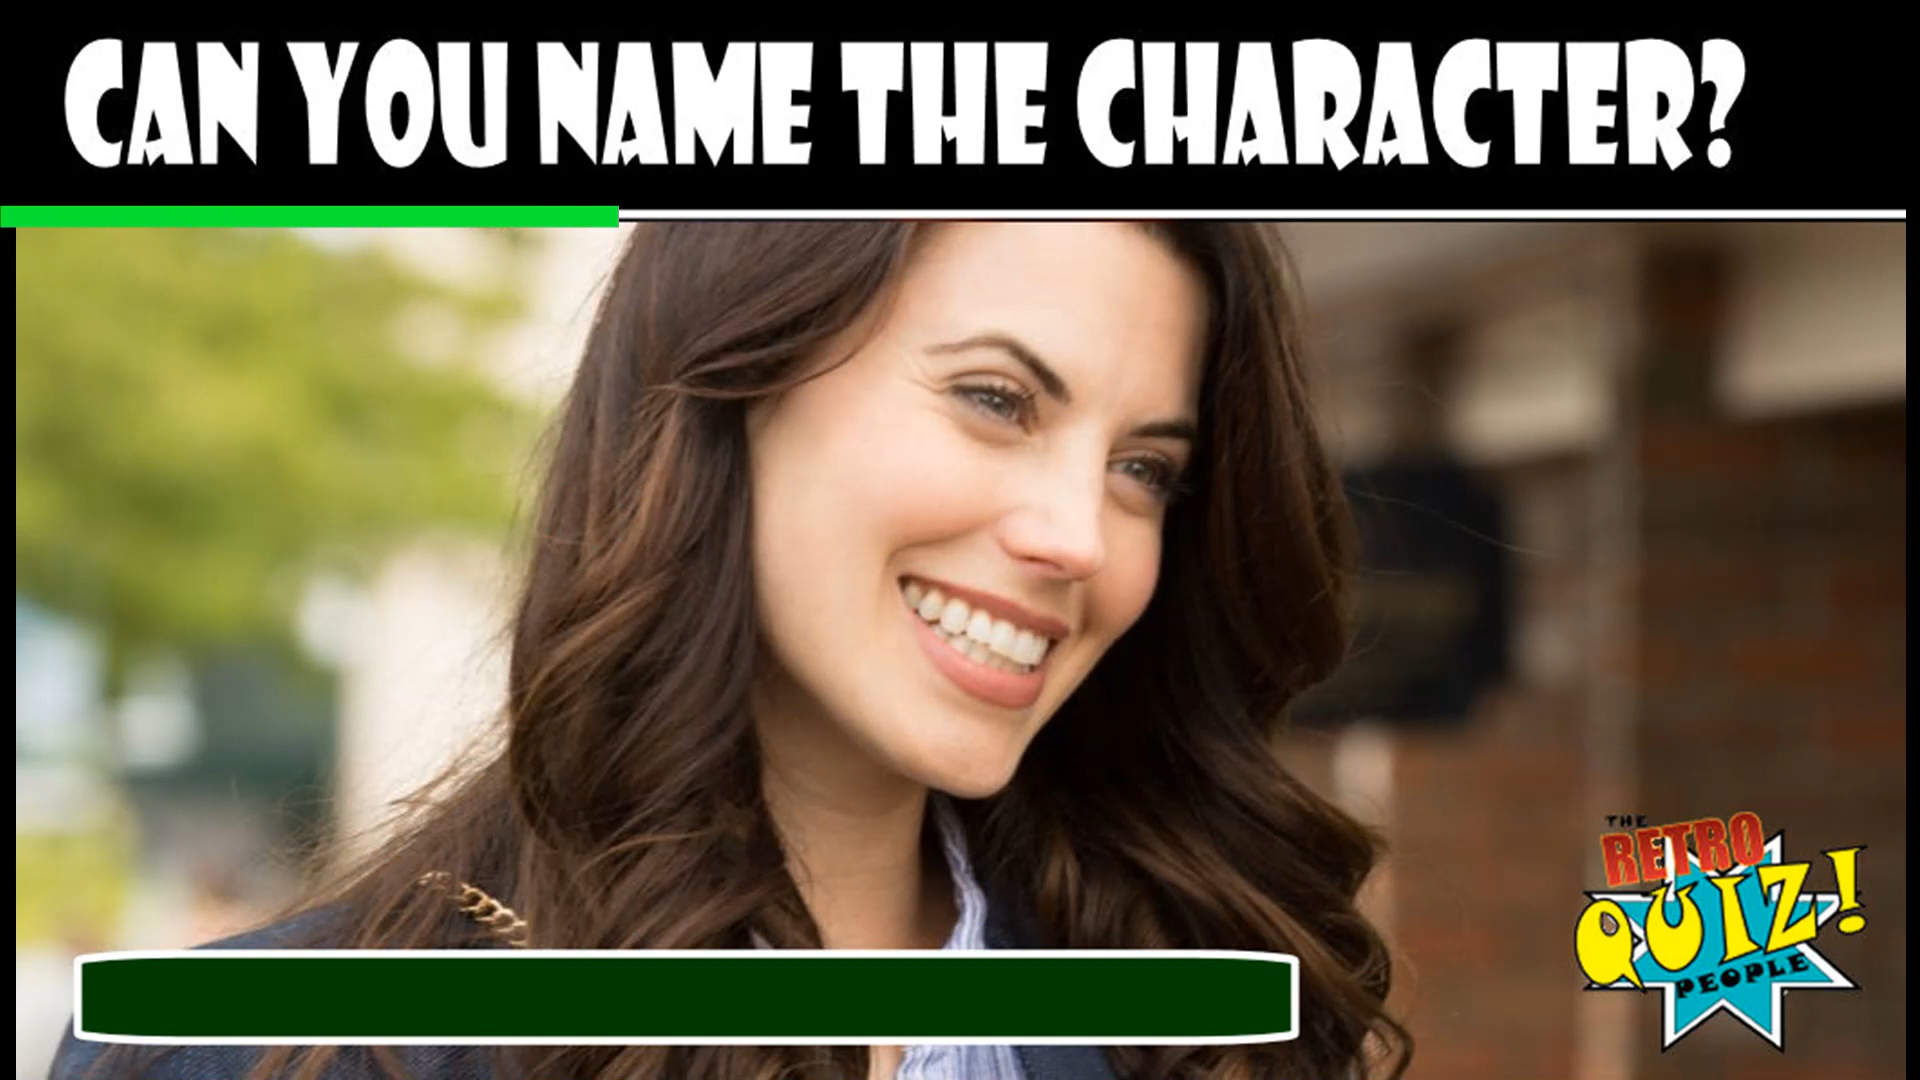 CAN YOU NAME THE CHARACTER?
THE
RETRO
QUIZ!
PEOPLE